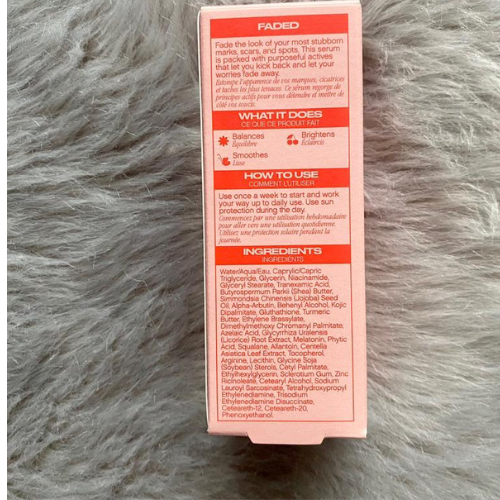 FADED
Fade the look of your most stubborn
marks, scars, and spots. This serum
is packed with purposeful actives
that let you kick back and let your
worries fade away.
Estompe l'apparence de vos marques, cicatrices
et taches les plus tenaces. Ce sérum regorge de
principes actifs pour vous détendre et mettre de
côté vos soucis.
WHAT IT DOES
CE QUE CE PRODUIT FAIT
Balances
Équilibre
Brightens
Éclaircis
Smoothes
Lisse
HOW TO USE
COMMENT L'UTILISER
Use once a week to start and work
your way up to daily use. Use sun
protection during the day.
Commencez par une utilisation hebdomadaire
pour aller vers une utilisation quotidienne.
Utilisez une protection solaire pendant la
journée.
INGREDIENTS
INGRÉDIENTS
Water/Aqua/Eau, Caprylic/Capric
Triglyceride, Glycerin, Niacinamide,
Glyceryl Stearate, Tranexamic Acid,
Butyrospermum Parkii (Shea) Butter,
Simmondsia Chinensis (Jojoba) Seed
Oil, Alpha-Arbutin, Behenyl Alcohol, Kojic
Dipalmitate, Gluthathione, Turmeric
Butter, Ethylene Brassylate,
Dimethylmethoxy Chromanyl Palmitate,
Azelaic Acid, Glycyrrhiza Uralensis
(Licorice) Root Extract, Melatonin, Phytic
Acid, Squalane, Allantoin, Centella
Asiatica Leaf Extract, Tocopherol,
Arginine, Lecithin, Glycine Soja
(Soybean) Sterols, Cetyl Palmitate,
Ethylhexylglycerin, Sclerotium Gum, Zinc
Ricinoleate, Cetearyl Alcohol, Sodium
Lauroyl Sarcosinate, Tetrahydroxypropyl
Ethylenediamine, Trisodium
Ethylenediamine Disuccinate,
Ceteareth-12, Ceteareth-20,
Phenoxyethanol.